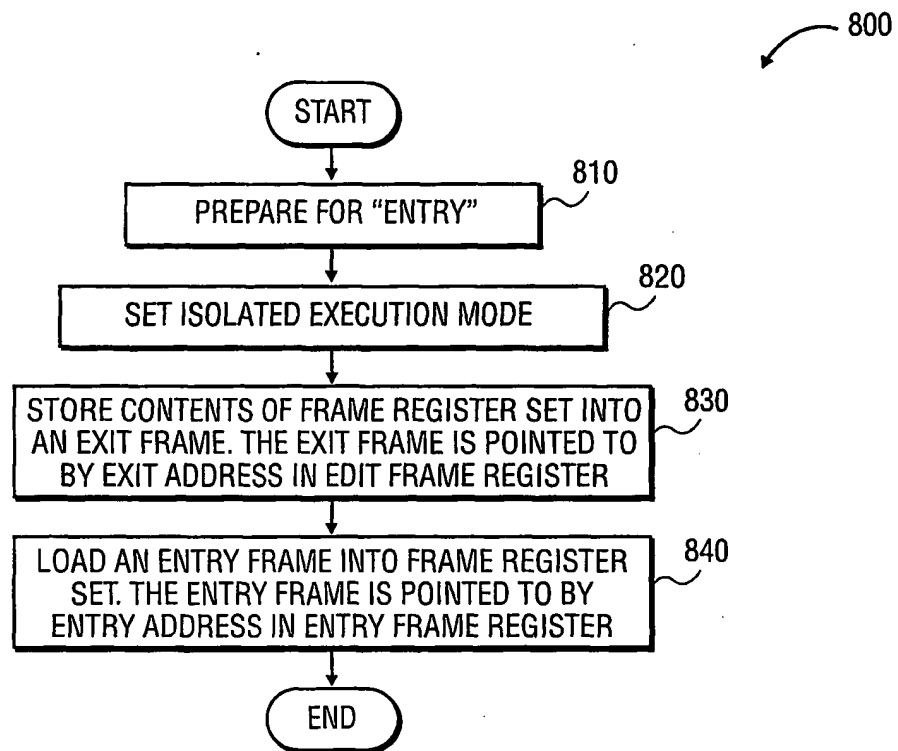 800
START
810
PREPARE FOR “ENTRY”
820
SET ISOLATED EXECUTION MODE
830
STORE CONTENTS OF FRAME REGISTER SET INTO
AN EXIT FRAME. THE EXIT FRAME IS POINTED TO
BY EXIT ADDRESS IN EDIT FRAME REGISTER
840
LOAD AN ENTRY FRAME INTO FRAME REGISTER
SET. THE ENTRY FRAME IS POINTED TO BY
ENTRY ADDRESS IN ENTRY FRAME REGISTER
END